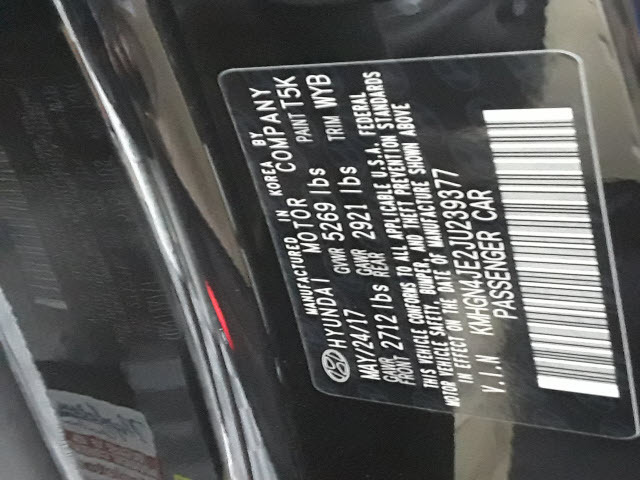 MANUFACTURED IN KOREA BY
HYUNDAI MOTOR COMPANY
MAY/24/17 GVWR 5269 lbs PAINT T5K
GAWR FRONT 2712 lbs GAWR REAR 2921 lbs TRIM WYB
THIS VEHICLE CONFORMS TO ALL APPLICABLE U.S.A. FEDERAL
MOTOR VEHICLE SAFETY, BUMPER, AND THEFT PREVENTION STANDARDS
IN EFFECT ON THE DATE OF MANUFACTURE SHOWN ABOVE
V.I.N KMHGN4JE2JU239377
PASSENGER CAR